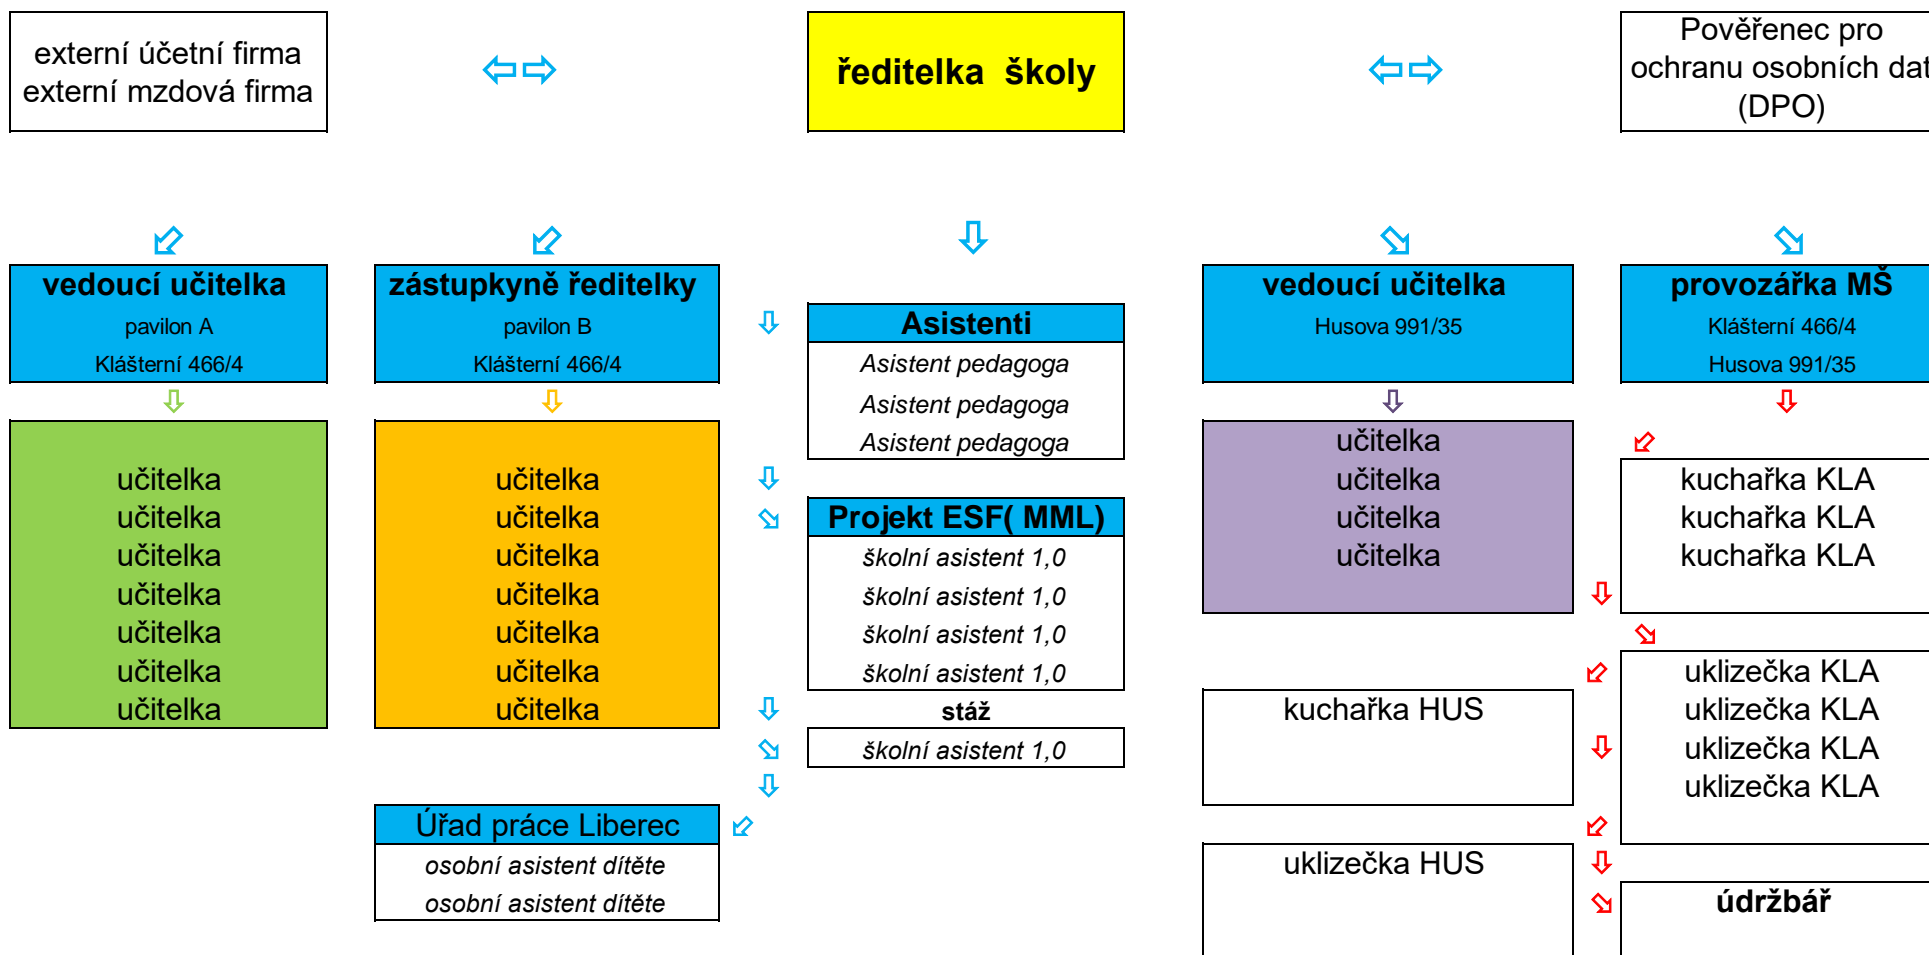 externí účetní firma
externí mzdová firma
ředitelka školy
Pověřenec pro
ochranu osobních dat
(DPO)
vedoucí učitelka
pavilon A
Klášterní 466/4
zástupkyně ředitelky
pavilon B
Klášterní 466/4
Asistenti
Asistent pedagoga
Asistent pedagoga
Asistent pedagoga
vedoucí učitelka
Husova 991/35
provozářka MŠ
Klášterní 466/4
Husova 991/35
učitelka
učitelka
učitelka
učitelka
učitelka
učitelka
učitelka
učitelka
učitelka
učitelka
učitelka
učitelka
učitelka
učitelka
Projekt ESF( MML)
školní asistent 1,0
školní asistent 1,0
školní asistent 1,0
školní asistent 1,0
stáž
školní asistent 1,0
Úřad práce Liberec
osobní asistent dítěte
osobní asistent dítěte
učitelka
učitelka
učitelka
učitelka
kuchařka HUS
uklizečka HUS
kuchařka KLA
kuchařka KLA
kuchařka KLA
uklizečka KLA
uklizečka KLA
uklizečka KLA
uklizečka KLA
údržbář